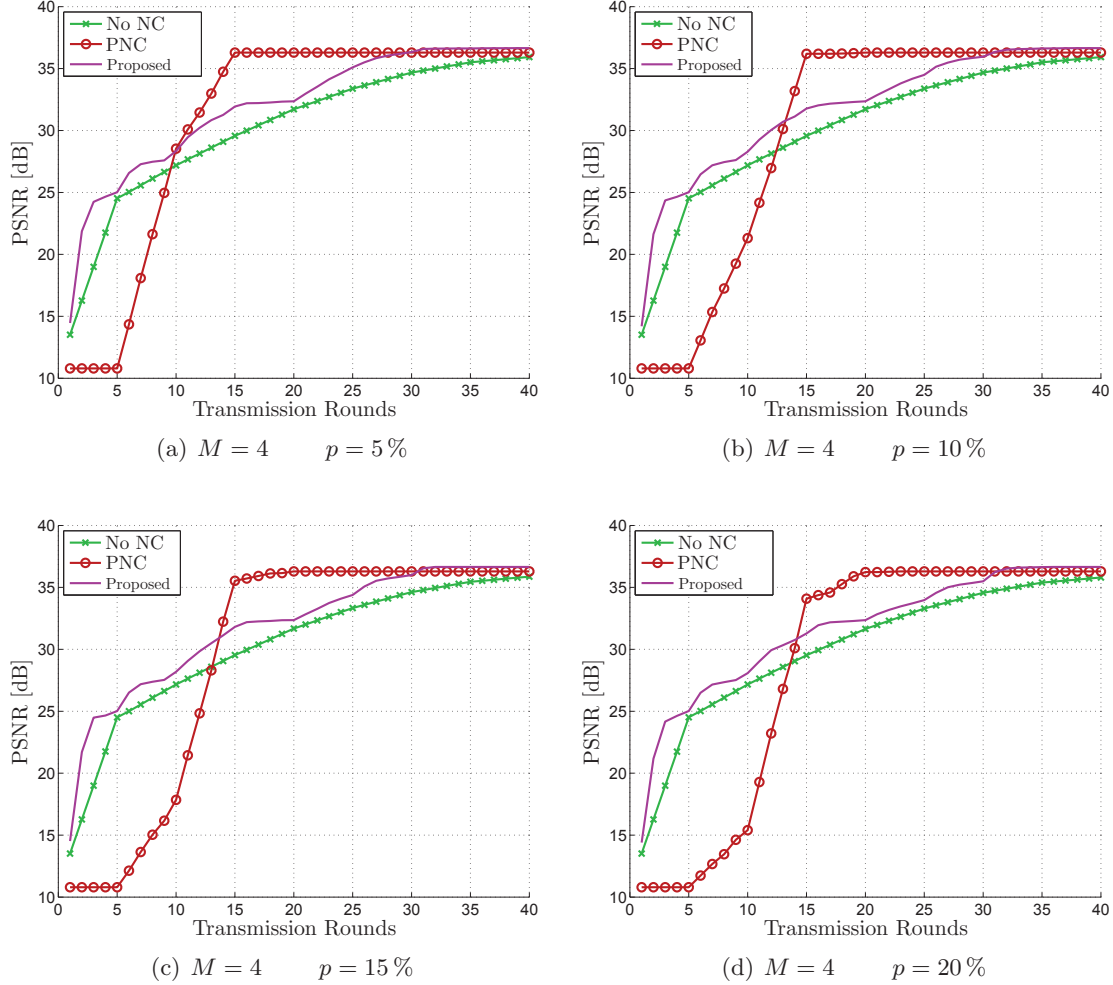 No NC
PNC
Proposed
PSNR [dB]
40
35
30
25
20
15
10
0 5 10 15 20 25 30 35 40
Transmission Rounds
(a) M = 4 p = 5 %
No NC
PNC
Proposed
PSNR [dB]
40
35
30
25
20
15
10
0 5 10 15 20 25 30 35 40
Transmission Rounds
(b) M = 4 p = 10 %
No NC
PNC
Proposed
PSNR [dB]
40
35
30
25
20
15
10
0 5 10 15 20 25 30 35 40
Transmission Rounds
(c) M = 4 p = 15 %
No NC
PNC
Proposed
PSNR [dB]
40
35
30
25
20
15
10
0 5 10 15 20 25 30 35 40
Transmission Rounds
(d) M = 4 p = 20 %